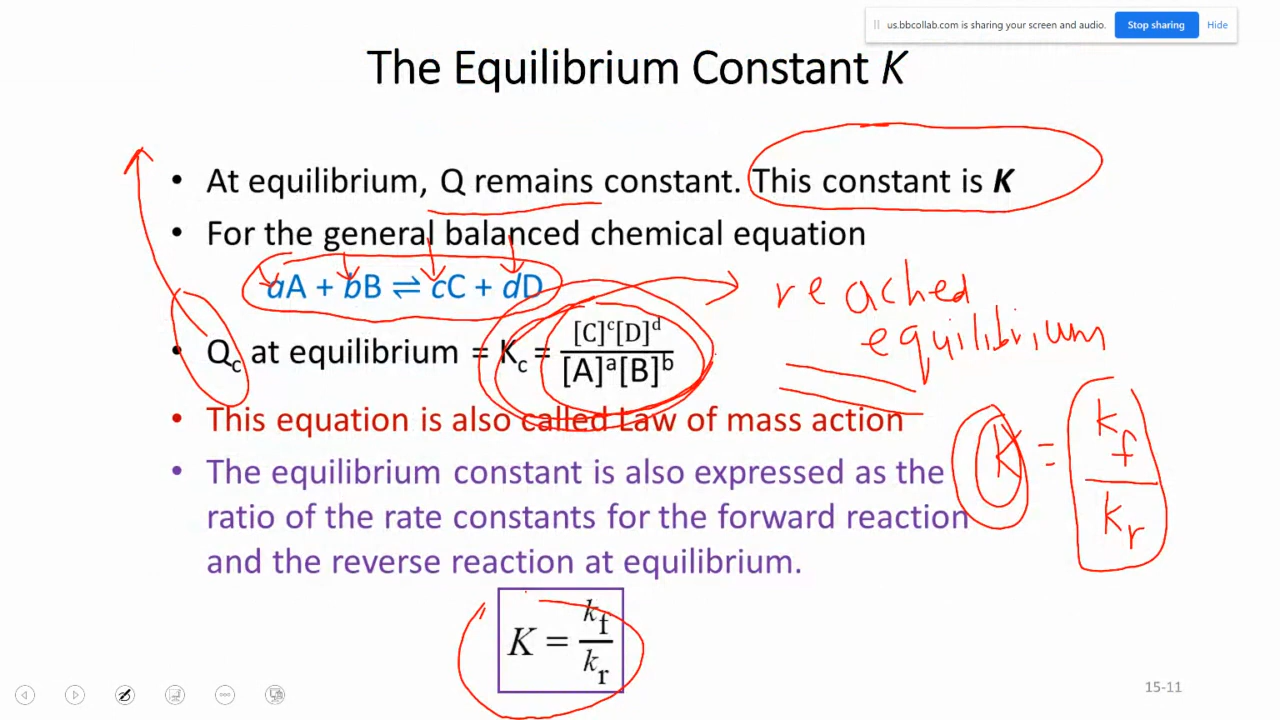 us.bbcollab.com is sharing your screen and audio. Stop sharing Hide
The Equilibrium Constant K
• At equilibrium, Q remains constant. This constant is K
• For the general balanced chemical equation
aA + bB ⇌ cC + dD
reached
equilibrium
• Qc at equilibrium = Kc = [C]^c[D]^d / [A]^a[B]^b
• This equation is also called Law of mass action
K = kf / kr
• The equilibrium constant is also expressed as the
ratio of the rate constants for the forward reaction
and the reverse reaction at equilibrium.
K = kf / kr
15-11